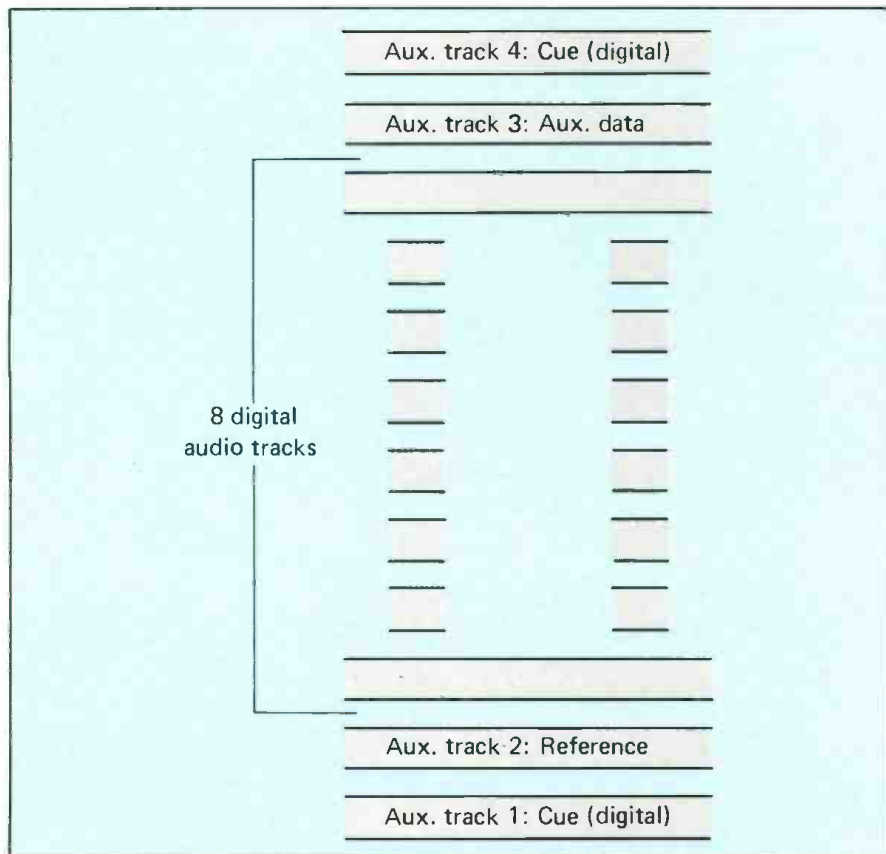 Aux. track 4: Cue (digital)
Aux. track 3: Aux. data
8 digital
audio tracks
Aux. track 2: Reference
Aux. track 1: Cue (digital)